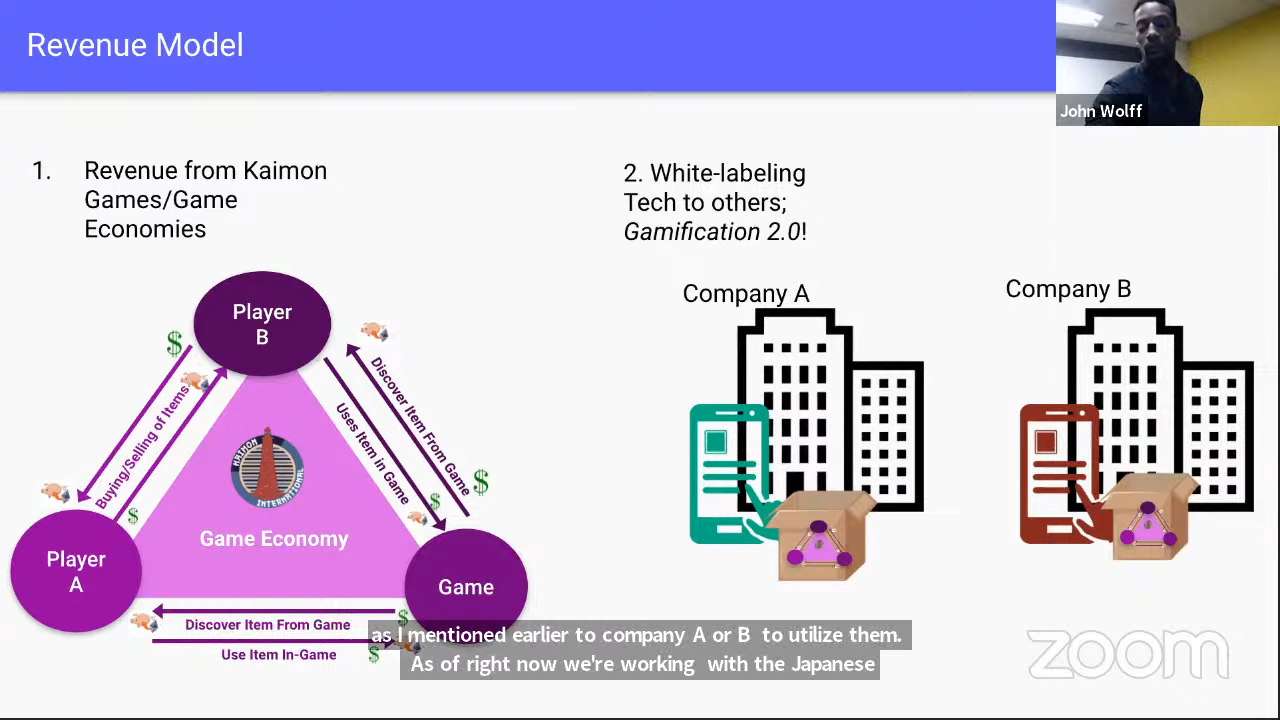 Revenue Model
John Wolff
1. Revenue from Kaimon
Games/Game
Economies
2. White-labeling
Tech to others;
Gamification 2.0!
Company A
Company B
Player
B
$
Buying/Selling of Items
Discover Item From Game
Uses Item in Game
$
$
$
KAIMON
INTERNATIONAL
Game Economy
Player
A
Game
Discover Item From Game
$
Use Item In-Game
$
as I mentioned earlier to company A or B to utilize them.
As of right now we're working with the Japanese
zoom